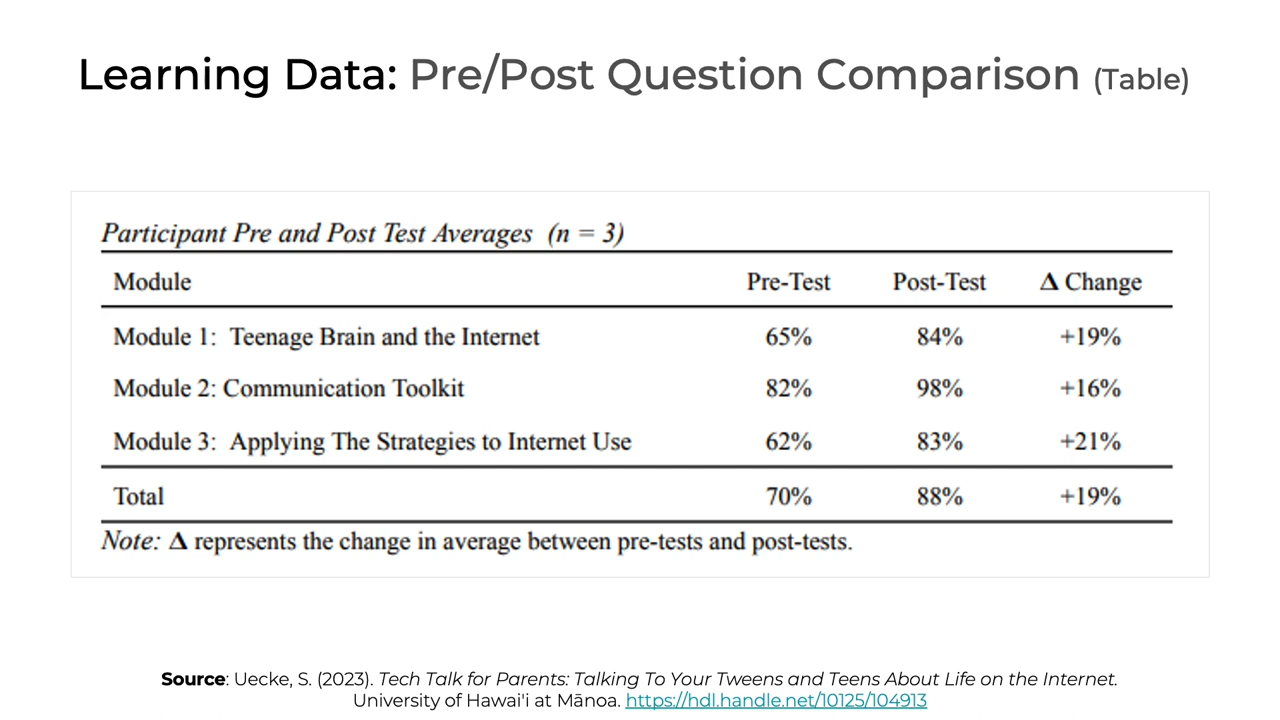 Learning Data: Pre/Post Question Comparison (Table)
Participant Pre and Post Test Averages (n = 3)
Module Pre-Test Post-Test Δ Change
Module 1: Teenage Brain and the Internet 65% 84% +19%
Module 2: Communication Toolkit 82% 98% +16%
Module 3: Applying The Strategies to Internet Use 62% 83% +21%
Total 70% 88% +19%
Note: Δ represents the change in average between pre-tests and post-tests.
Source: Uecke, S. (2023). Tech Talk for Parents: Talking To Your Tweens and Teens About Life on the Internet.
University of Hawai'i at Mānoa. https://hdl.handle.net/10125/104913